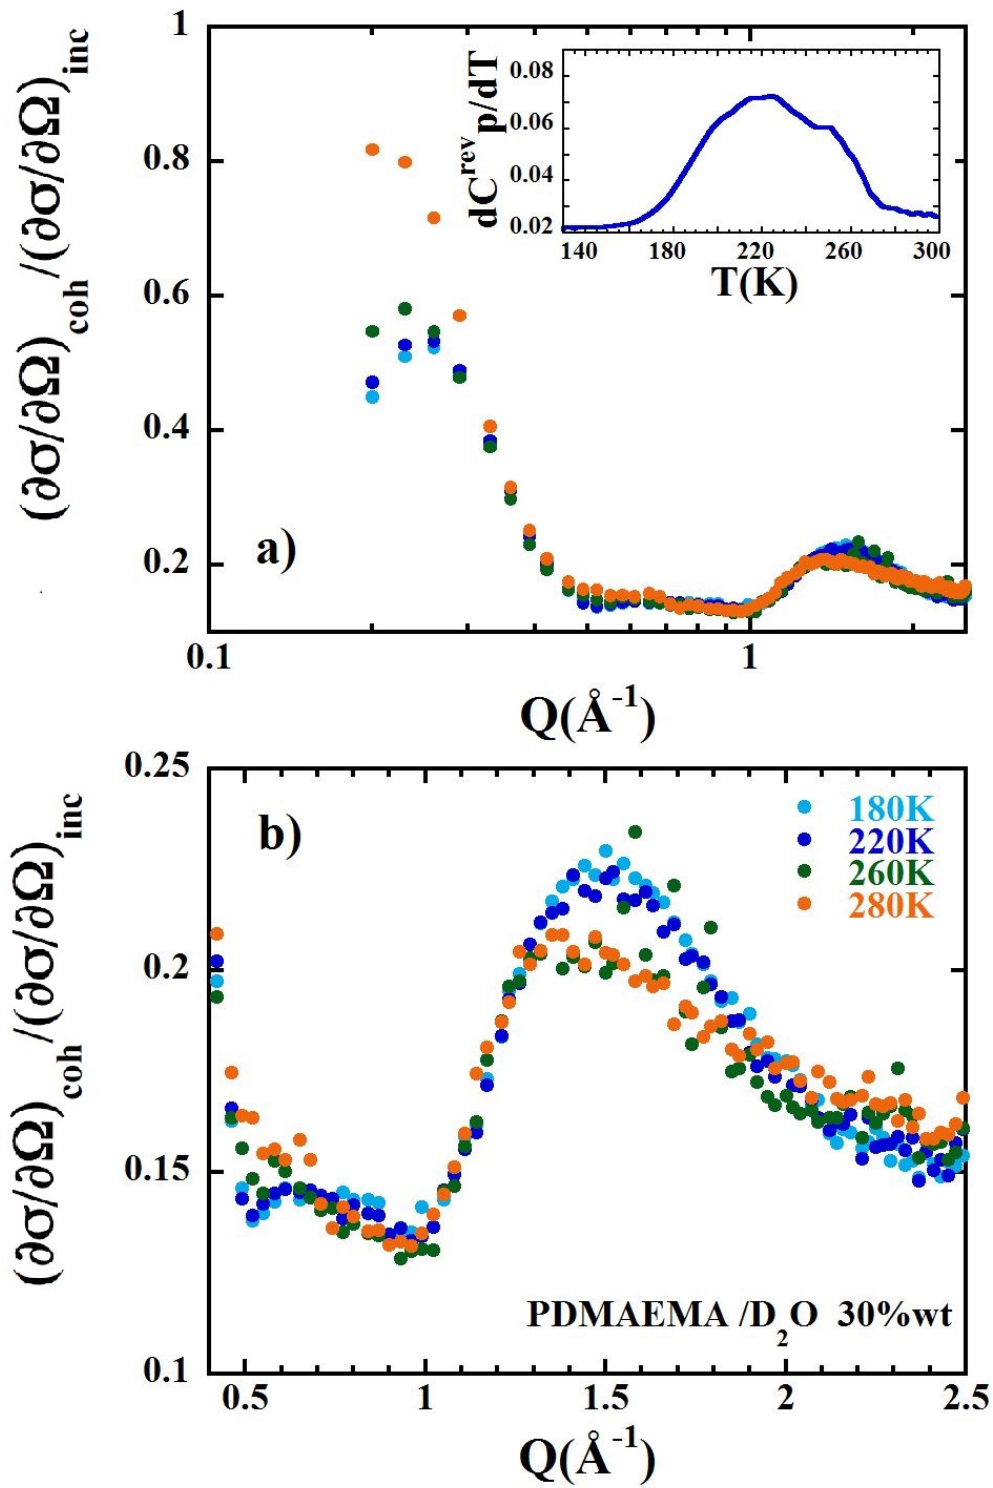 1
0.8
0.6
0.4
0.2
0.1
1
(∂σ/∂Ω)coh/(∂σ/∂Ω)inc
Q(Å-1)
a)
0.08
0.06
0.04
0.02
140
180
220
260
300
dCrevp/dT
T(K)
0.25
0.2
0.15
0.1
0.5
1
1.5
2
2.5
(∂σ/∂Ω)coh/(∂σ/∂Ω)inc
Q(Å-1)
b)
180K
220K
260K
280K
PDMAEMA /D2O 30%wt